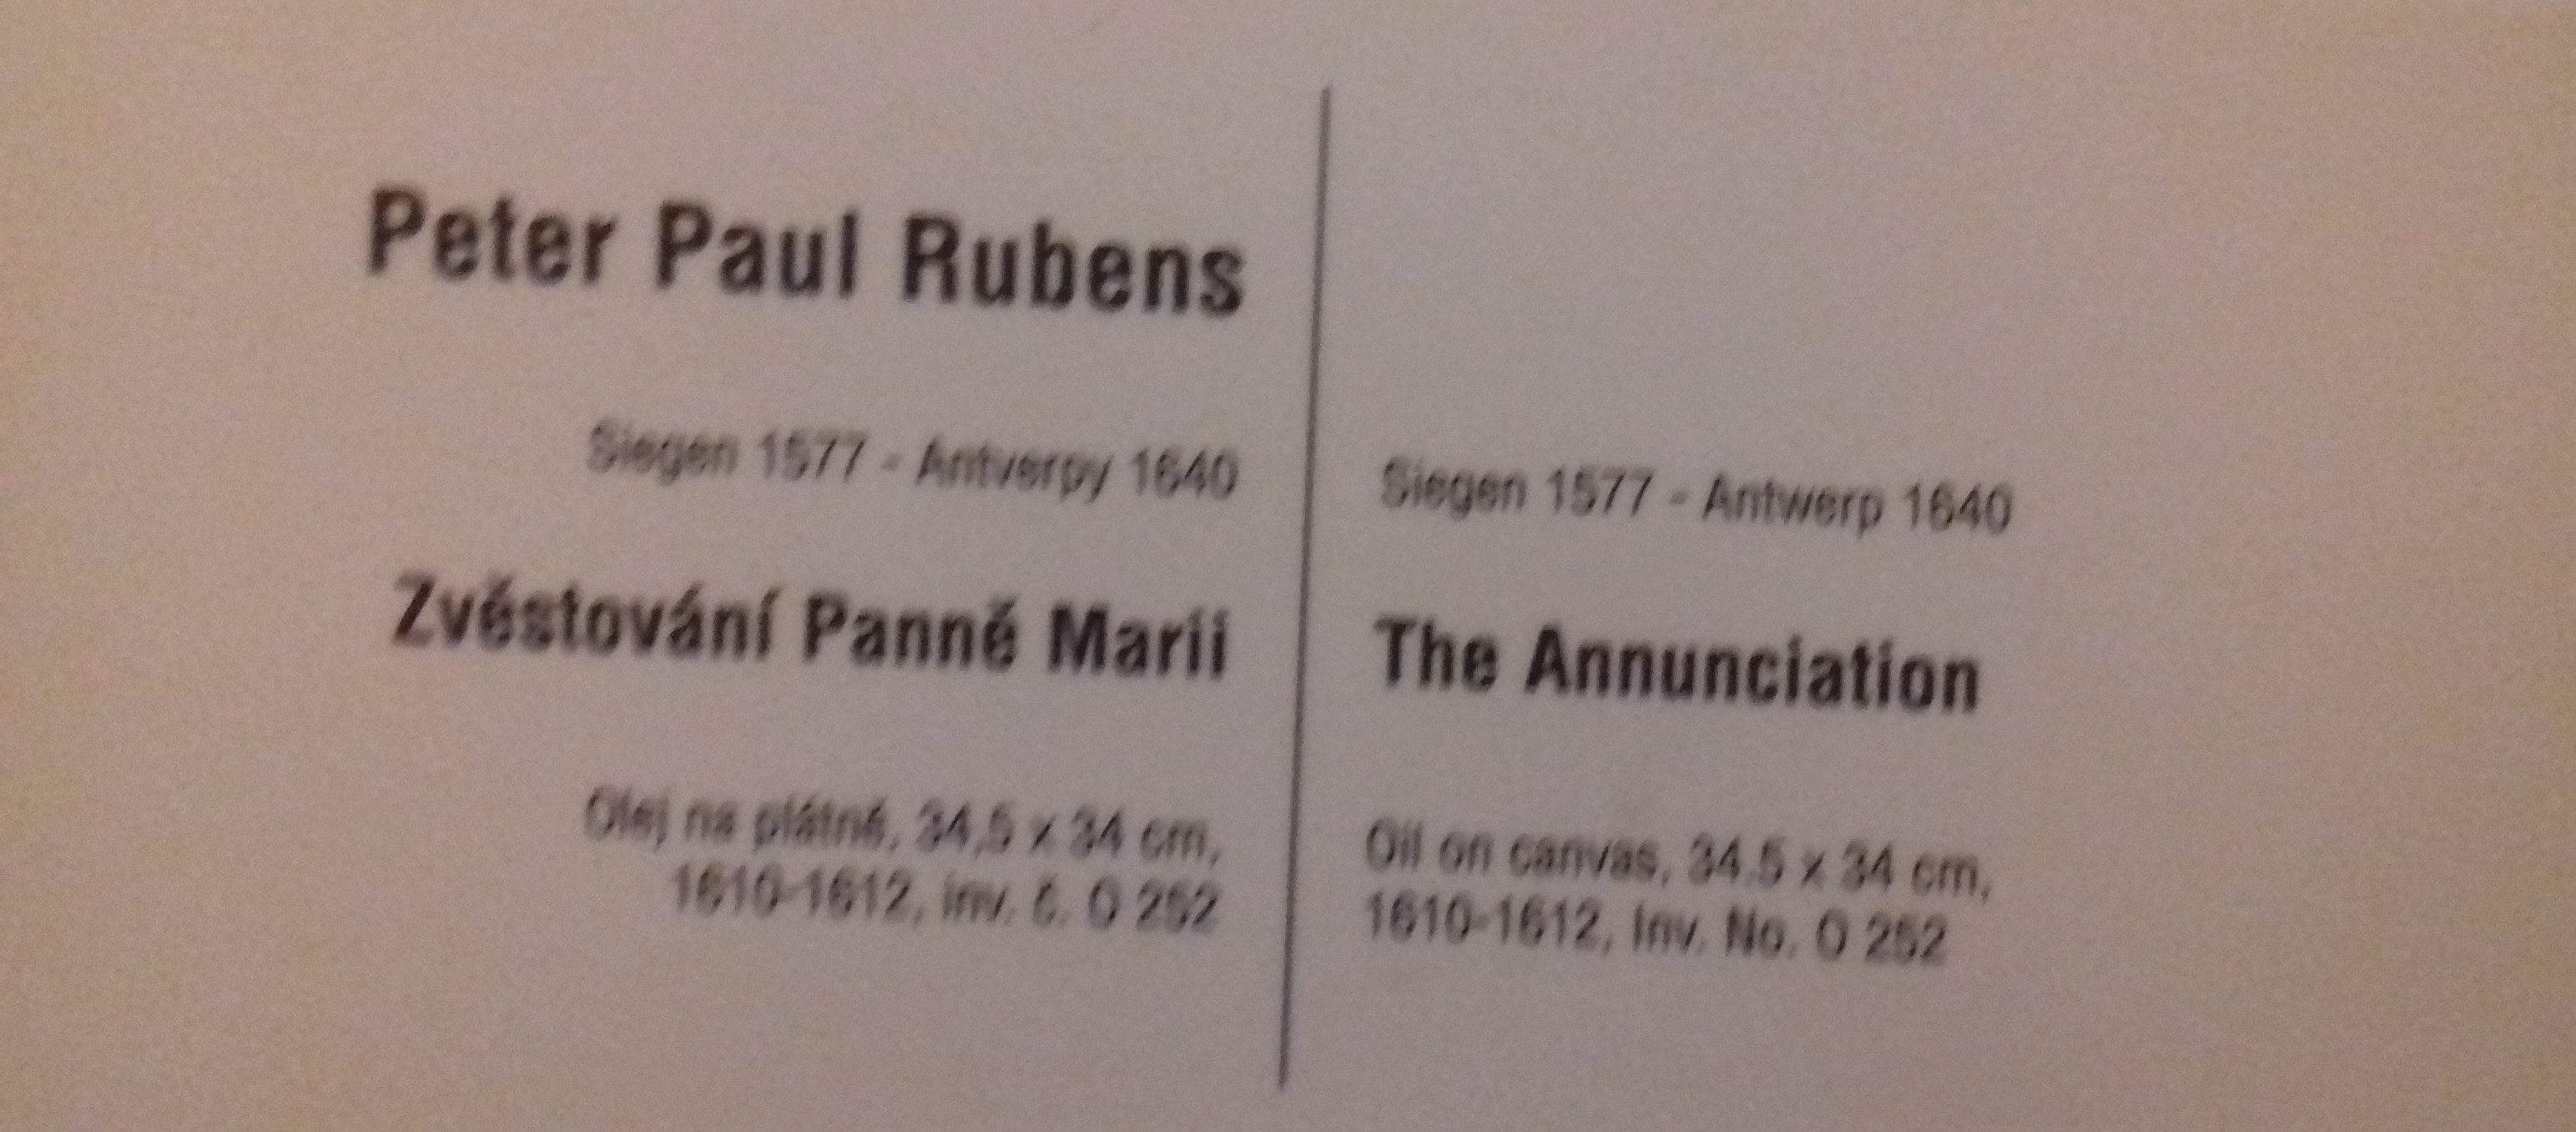 Peter Paul Rubens
Siegen 1577 - Antverpy 1640
Zvěstování Panně Marii
Olej na plátně, 34,5 x 34 cm,
1610-1612, inv. č. O 252
Siegen 1577 - Antwerp 1640
The Annunciation
Oil on canvas, 34.5 x 34 cm,
1610-1612, Inv. No. O 252